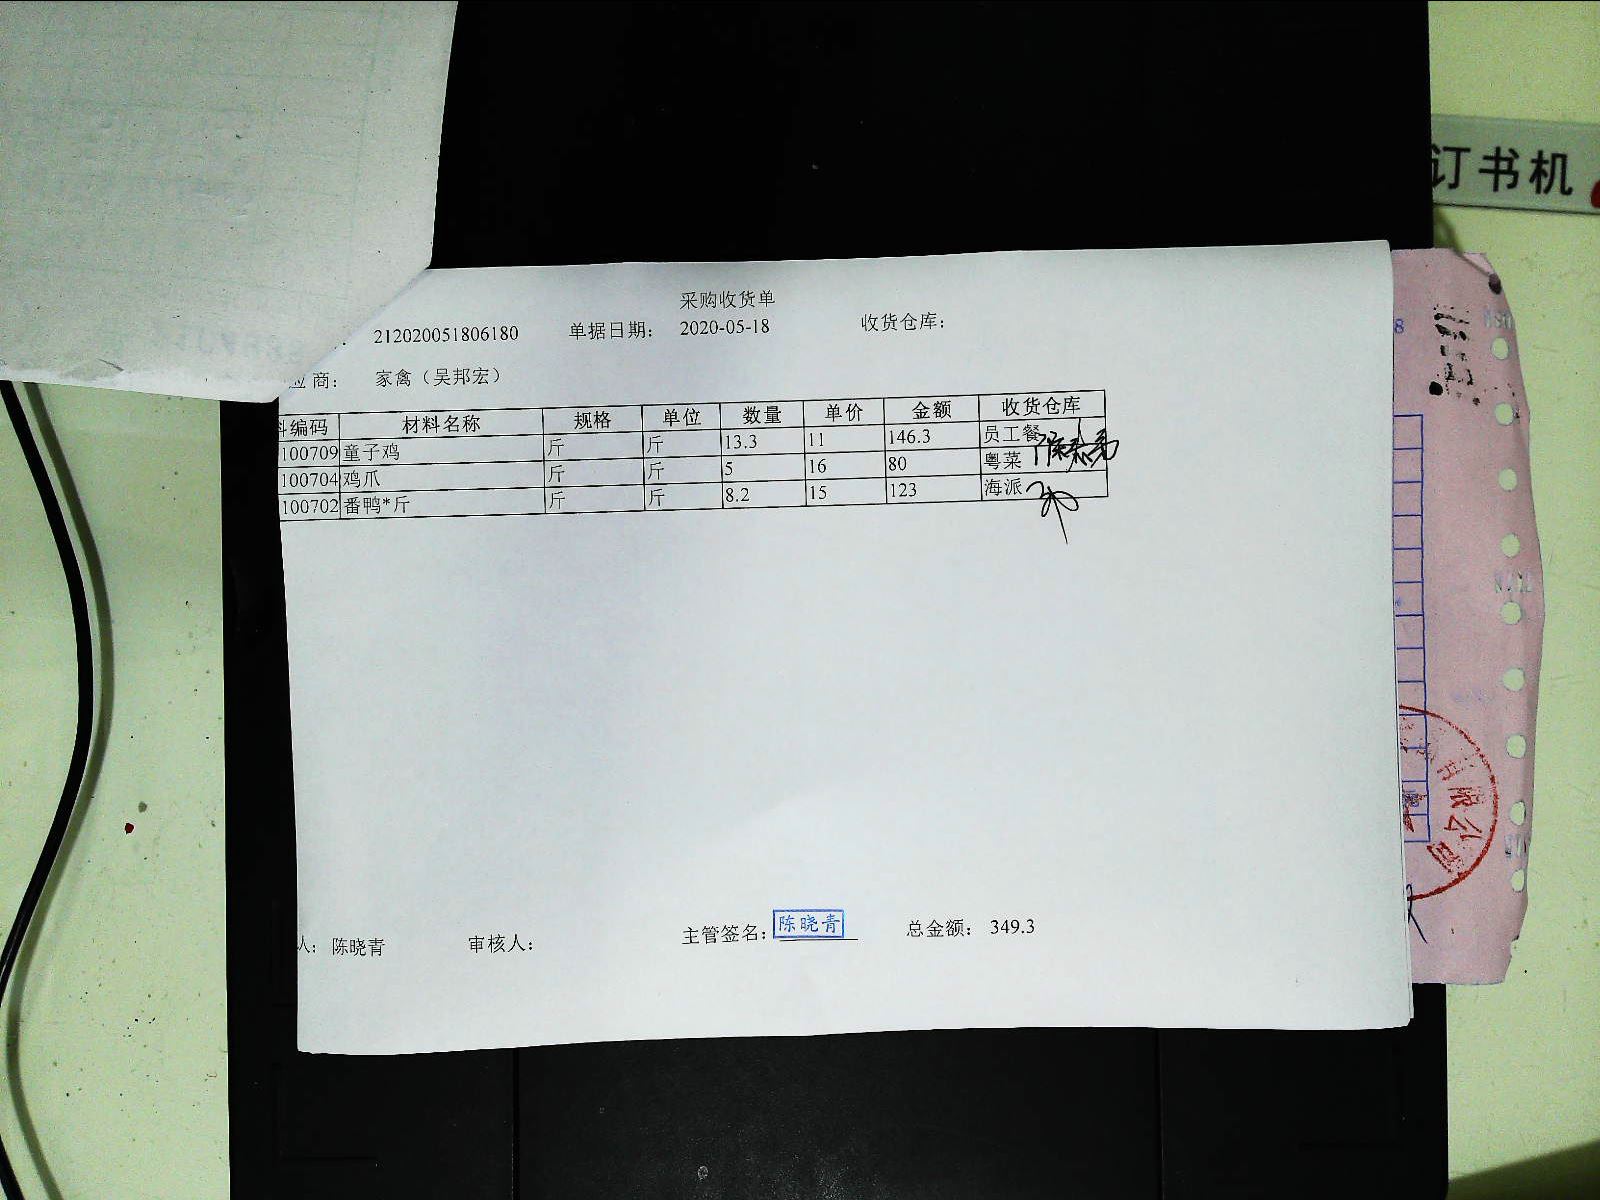 订书机
采购收货单
212020051806180 单据日期: 2020-05-18 收货仓库:
应商: 家禽(吴邦宏)
编码 材料名称 规格 单位 数量 单价 金额 收货仓库
100709 童子鸡 斤 斤 13.3 11 146.3 员工餐
100704 鸡爪 斤 斤 5 16 80 粤菜
100702 番鸭*斤 斤 斤 8.2 15 123 海派
人: 陈晓青 审核人: 主管签名: 陈晓青 总金额: 349.3
有限公司